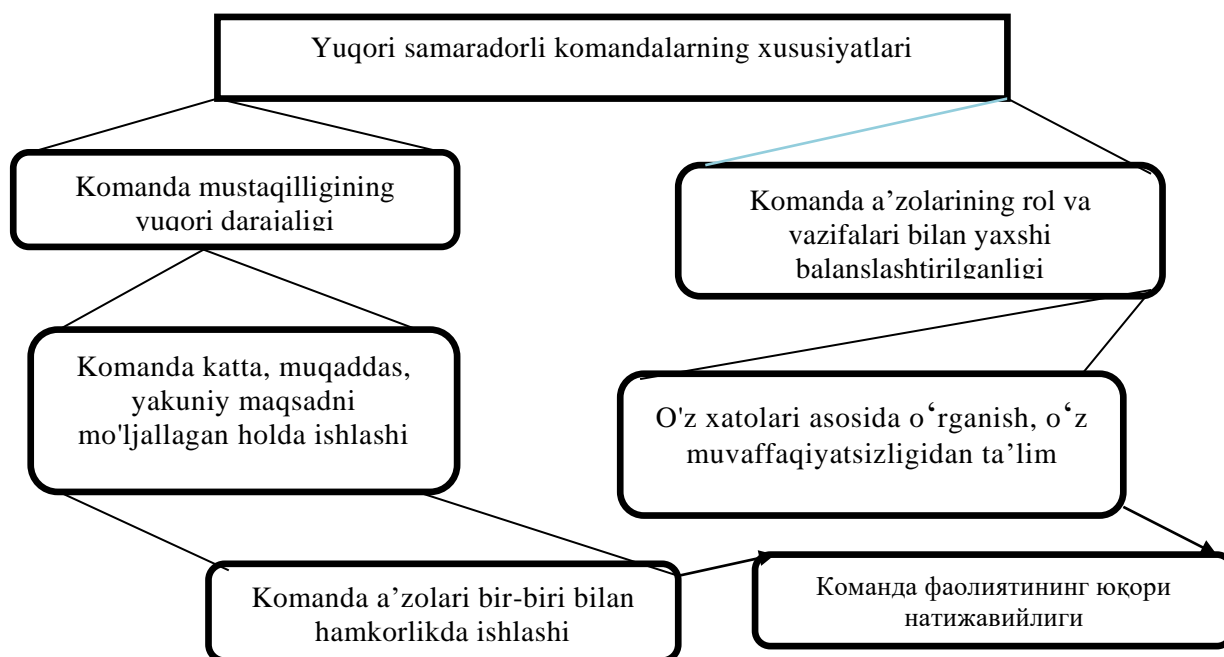 Yuqori samaradorli komandalarning xususiyatlari
Komanda mustaqilligining
yuqori darajaligi
Komanda a’zolarining rol va
vazifalari bilan yaxshi
balanslashtirilganligi
Komanda katta, muqaddas,
yakuniy maqsadni
mo'ljallagan holda ishlashi
O'z xatolari asosida o‘rganish, o‘z
muvaffaqiyatsizligidan ta’lim
Komanda a’zolari bir-biri bilan
hamkorlikda ishlashi
Команда фаолиятининг юқори
натижавийлиги